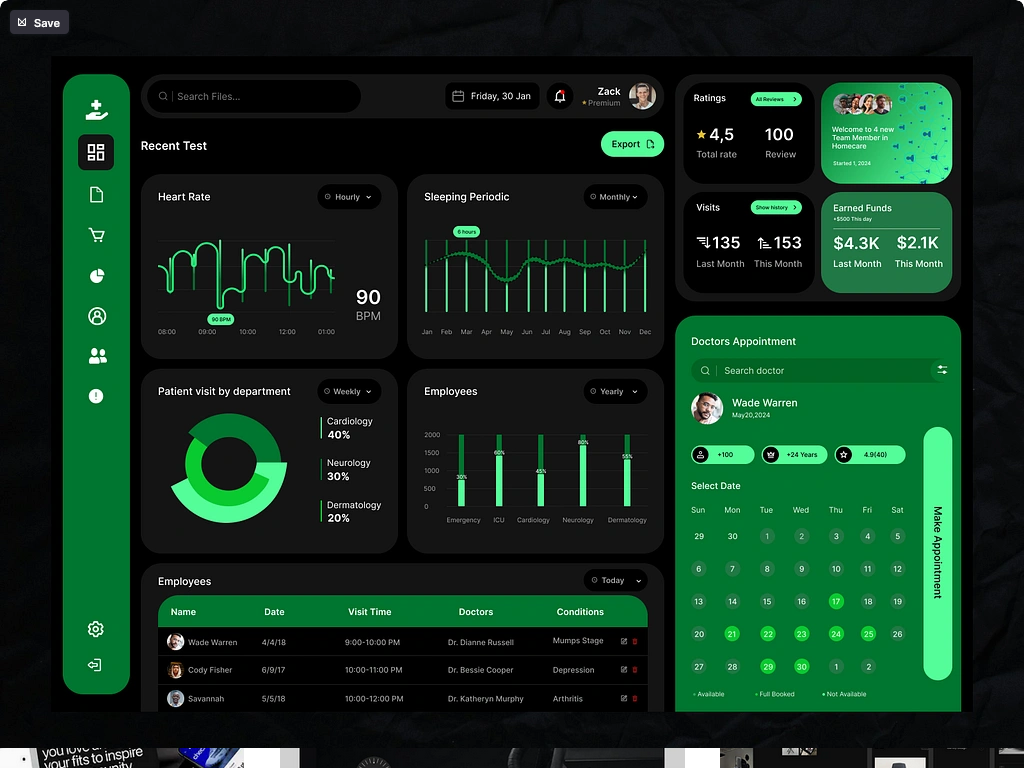 Save
Search Files...
Friday, 30 Jan
Zack
Premium
Recent Test
Export
Heart Rate
Hourly
90 BPM
90
BPM
08:00 09:00 10:00 12:00 01:00
Sleeping Periodic
Monthly
6 hours
Jan Feb Mar Apr May Jun Jul Aug Sep Oct Nov Dec
Patient visit by department
Weekly
Cardiology
40%
Neurology
30%
Dermatology
20%
Employees
Yearly
2000
1500
1000
500
0
30% 60% 45% 80% 55%
Emergency ICU Cardiology Neurology Dermatology
Employees
Today
Name Date Visit Time Doctors Conditions
Wade Warren 4/4/18 9:00-10:00 PM Dr. Dianne Russell Mumps Stage
Cody Fisher 6/9/17 10:00-11:00 PM Dr. Bessie Cooper Depression
Savannah 5/5/18 10:00-12:00 PM Dr. Katheryn Murphy Arthritis
Ratings
All Reviews
4,5
Total rate
100
Review
Welcome to 4 new
Team Member in
Homecare
Started 1, 2024
Visits
Show history
135
Last Month
153
This Month
Earned Funds
+$500 This day
$4.3K
Last Month
$2.1K
This Month
Doctors Appointment
Search doctor
Wade Warren
May20,2024
+100
+24 Years
4.9(40)
Select Date
Sun Mon Tue Wed Thu Fri Sat
29 30 1 2 3 4 5
6 7 8 9 10 11 12
13 14 15 16 17 18 19
20 21 22 23 24 25 26
27 28 29 30 1 2
Available Full Booked Not Available
Make Appointment
your fits to inspire